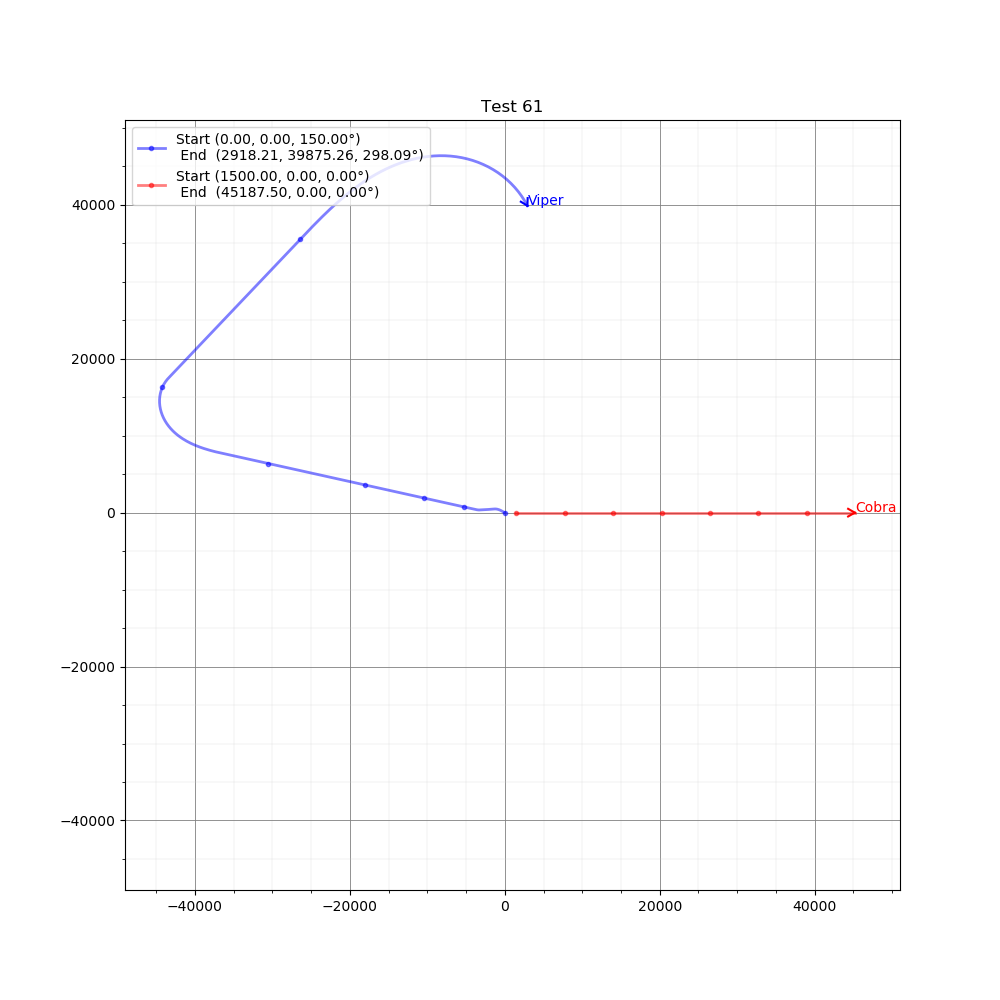 Test 61
Start (0.00, 0.00, 150.00°)
End (2918.21, 39875.26, 298.09°)
Start (1500.00, 0.00, 0.00°)
End (45187.50, 0.00, 0.00°)
Viper
Cobra
40000
20000
0
−20000
−40000
−40000 −20000 0 20000 40000